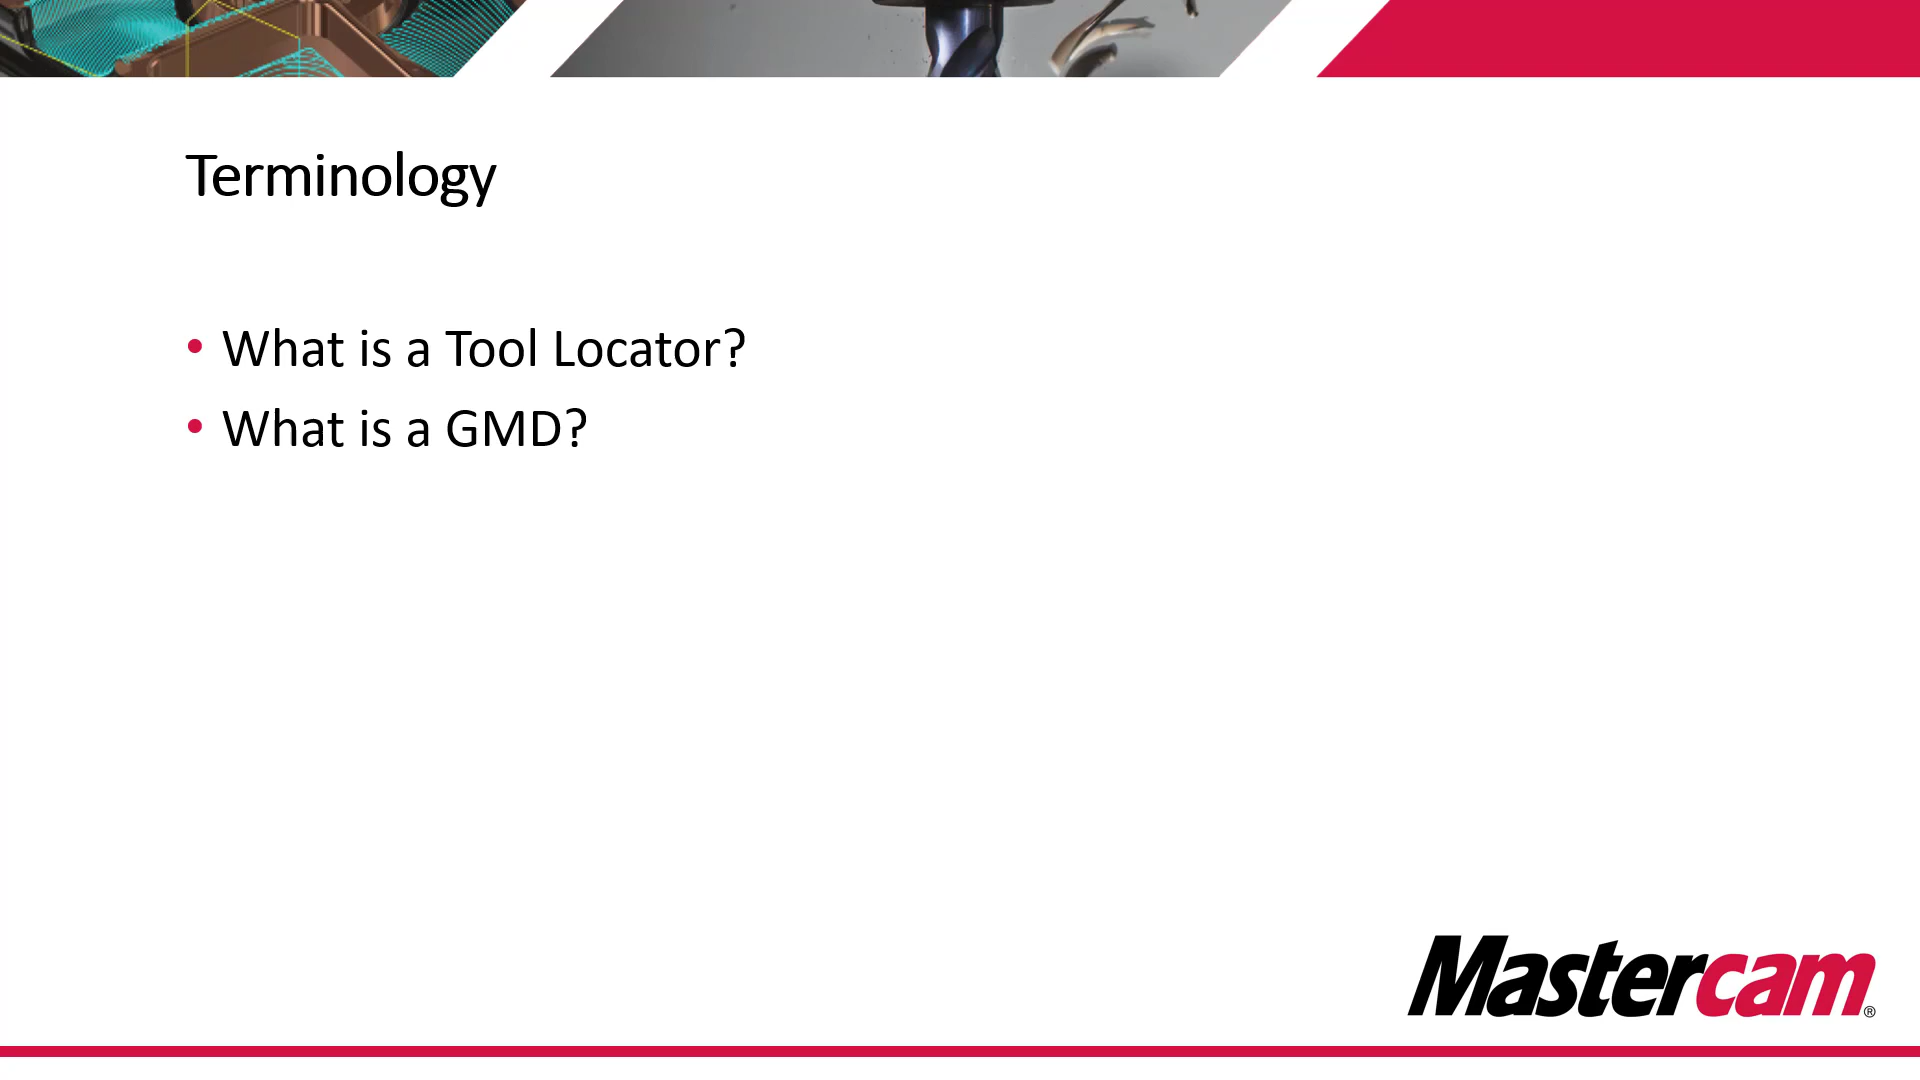 Terminology
• What is a Tool Locator?
• What is a GMD?
Mastercam®